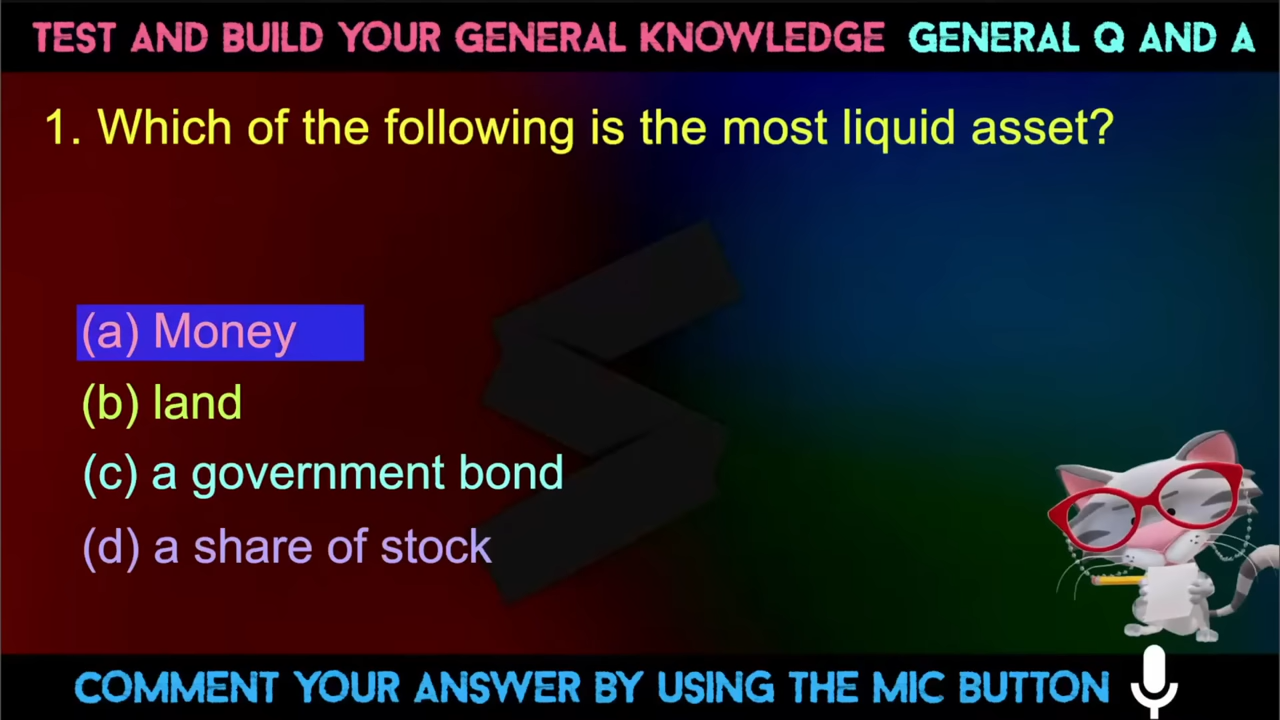 TEST AND BUILD YOUR GENERAL KNOWLEDGE GENERAL Q AND A
1. Which of the following is the most liquid asset?
(a) Money
(b) land
(c) a government bond
(d) a share of stock
COMMENT YOUR ANSWER BY USING THE MIC BUTTON